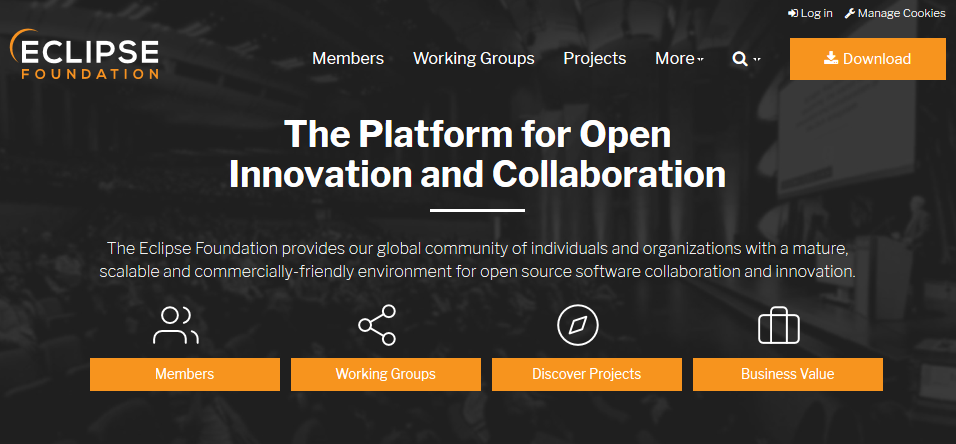 Log in Manage Cookies
ECLIPSE
FOUNDATION
Members Working Groups Projects More Download
The Platform for Open
Innovation and Collaboration
The Eclipse Foundation provides our global community of individuals and organizations with a mature,
scalable and commercially-friendly environment for open source software collaboration and innovation.
Members Working Groups Discover Projects Business Value